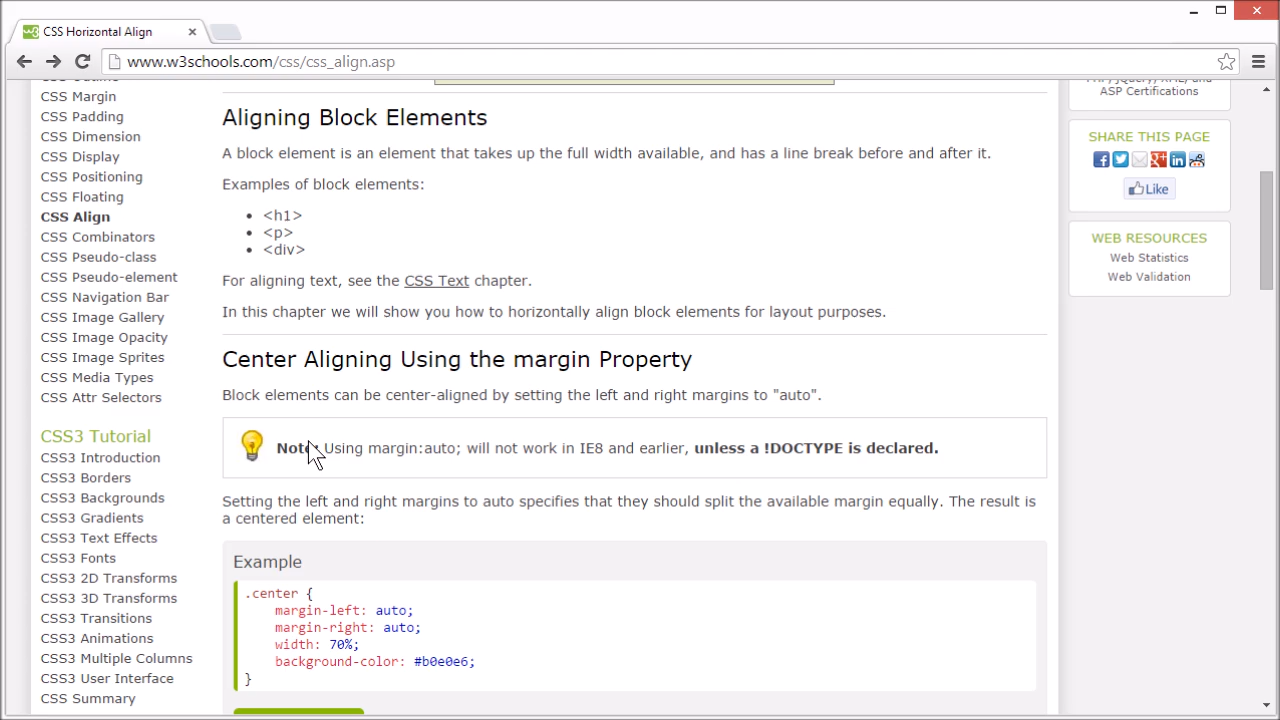 CSS Horizontal Align
www.w3schools.com/css/css_align.asp
CSS Margin
CSS Padding
CSS Dimension
CSS Display
CSS Positioning
CSS Floating
CSS Align
CSS Combinators
CSS Pseudo-class
CSS Pseudo-element
CSS Navigation Bar
CSS Image Gallery
CSS Image Opacity
CSS Image Sprites
CSS Media Types
CSS Attr Selectors
CSS3 Tutorial
CSS3 Introduction
CSS3 Borders
CSS3 Backgrounds
CSS3 Gradients
CSS3 Text Effects
CSS3 Fonts
CSS3 2D Transforms
CSS3 3D Transforms
CSS3 Transitions
CSS3 Animations
CSS3 Multiple Columns
CSS3 User Interface
CSS Summary
Aligning Block Elements
A block element is an element that takes up the full width available, and has a line break before and after it.
Examples of block elements:
• <h1>
• <p>
• <div>
For aligning text, see the CSS Text chapter.
In this chapter we will show you how to horizontally align block elements for layout purposes.
Center Aligning Using the margin Property
Block elements can be center-aligned by setting the left and right margins to "auto".
Note: Using margin:auto; will not work in IE8 and earlier, unless a !DOCTYPE is declared.
Setting the left and right margins to auto specifies that they should split the available margin equally. The result is
a centered element:
Example
.center {
margin-left: auto;
margin-right: auto;
width: 70%;
background-color: #b0e0e6;
}
ASP Certifications
SHARE THIS PAGE
Like
WEB RESOURCES
Web Statistics
Web Validation